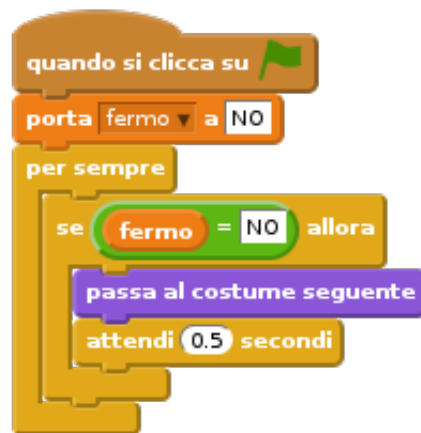 quando si clicca su
porta fermo a NO
per sempre
se fermo = NO allora
passa al costume seguente
attendi 0.5 secondi